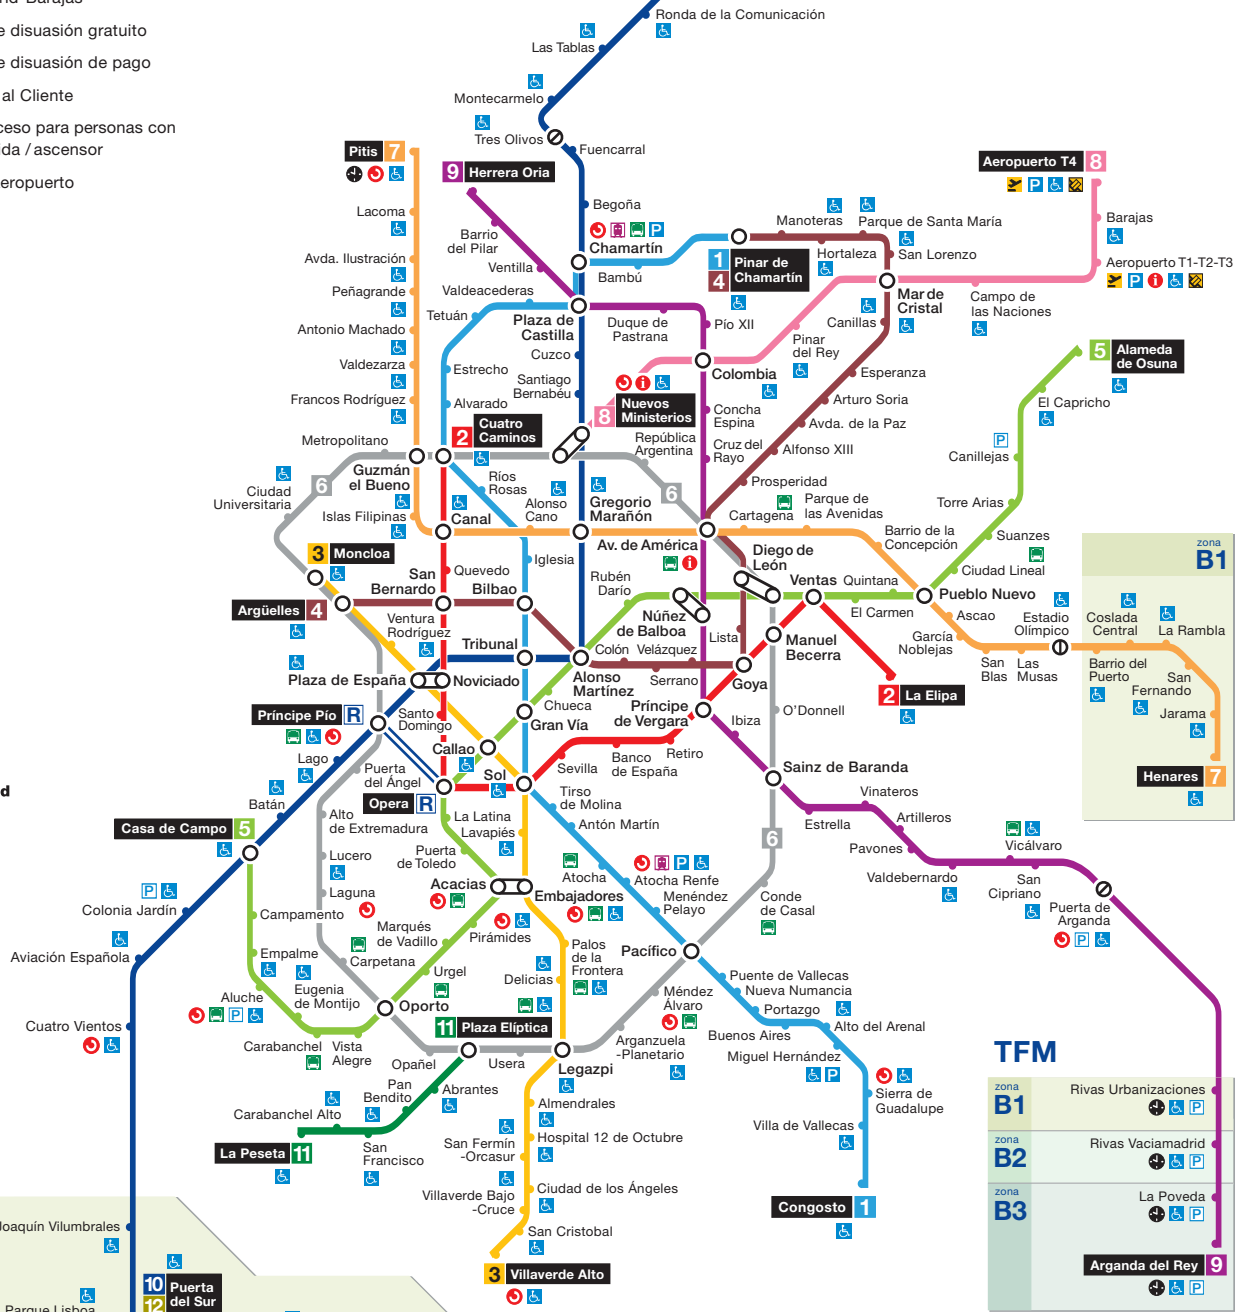 nd-Barajas
e disuasión gratuito
e disuasión de pago
al Cliente
ceso para personas con
ida / ascensor
eropuerto
d
Ronda de la Comunicación
Las Tablas
Montecarmelo
Tres Olivos
Fuencarral
Begoña
Chamartín
Bambú
Pitis 7
Lacoma
Avda. Ilustración
Peñagrande
Antonio Machado
Valdezarza
Francos Rodríguez
9 Herrera Oria
Barrio
del Pilar
Ventilla
Valdeacederas
Tetuán
Estrecho
Alvarado
Plaza de
Castilla
Cuzco
Santiago
Bernabéu
Duque de
Pastrana
Pío XII
Manoteras
Parque de Santa María
Hortaleza
San Lorenzo
1
4
Pinar de
Chamartín
Mar de
Cristal
Canillas
Campo de
las Naciones
Aeropuerto T4 8
Barajas
Aeropuerto T1-T2-T3
Pinar
del Rey
Colombia
Esperanza
Arturo Soria
Avda. de la Paz
Alfonso XIII
Prosperidad
5 Alameda
de Osuna
El Capricho
Canillejas
Torre Arias
Suanzes
Ciudad Lineal
8 Nuevos
Ministerios
Concha
Espina
Cruz del
Rayo
República
Argentina
2 Cuatro
Caminos
Metropolitano
Guzmán
el Bueno
6
Ciudad
Universitaria
Islas Filipinas
Ríos
Rosas
Alonso
Cano
Canal
Gregorio
Marañón
6
Cartagena
Parque de
las Avenidas
Barrio de la
Concepción
Av. de América
Diego de
León
3 Moncloa
Argüelles 4
San
Bernardo
Quevedo
Bilbao
Iglesia
Rubén
Darío
Núñez
de Balboa
Lista
Ventas
Quintana
El Carmen
Pueblo Nuevo
Ascao
García
Noblejas
San
Blas
Las
Musas
Estadio
Olímpico
zona
B1
Coslada
Central
La Rambla
Barrio del
Puerto
San
Fernando
Jarama
Henares 7
Ventura
Rodríguez
Tribunal
Colón
Velázquez
Serrano
Goya
Manuel
Becerra
2 La Elipa
Plaza de España
Noviciado
Alonso
Martínez
Chueca
Gran Vía
Príncipe
de Vergara
O'Donnell
Ibiza
Príncipe Pío R
Santo
Domingo
Callao
Lago
Puerta
del Ángel
Opera R
Sol
Sevilla
Banco
de España
Retiro
Sainz de Baranda
Batán
Casa de Campo 5
Alto
de Extremadura
Lucero
Laguna
La Latina
Lavapiés
Puerta
de Toledo
Tirso
de Molina
Antón Martín
6
Estrella
Vinateros
Artilleros
Pavones
Valdebernardo
Vicálvaro
San
Cipriano
Puerta de
Arganda
Acacias
Embajadores
Atocha
Atocha Renfe
Menéndez
Pelayo
Conde
de Casal
Colonia Jardín
Campamento
Marqués
de Vadillo
Pirámides
Aviación Española
Empalme
Carpetana
Urgel
Palos
de la
Frontera
Delicias
Pacífico
Puente de Vallecas
Nueva Numancia
Portazgo
Buenos Aires
Alto del Arenal
Miguel Hernández
Sierra de
Guadalupe
Villa de Vallecas
Congosto 1
Aluche
Eugenia
de Montijo
Oporto
Méndez
Álvaro
Arganzuela
-Planetario
Cuatro Vientos
Carabanchel
Vista
Alegre
11 Plaza Elíptica
Opañel
Usera
Legazpi
Pan
Bendito
Abrantes
Carabanchel Alto
La Peseta 11
San
Francisco
Almendrales
Hospital 12 de Octubre
San Fermín
-Orcasur
Ciudad de los Ángeles
Villaverde Bajo
-Cruce
San Cristobal
3 Villaverde Alto
Joaquín Vilumbrales
10
12
Puerta
del Sur
Parque Lisboa
TFM
zona
B1
Rivas Urbanizaciones
zona
B2
Rivas Vaciamadrid
zona
B3
La Poveda
Arganda del Rey 9